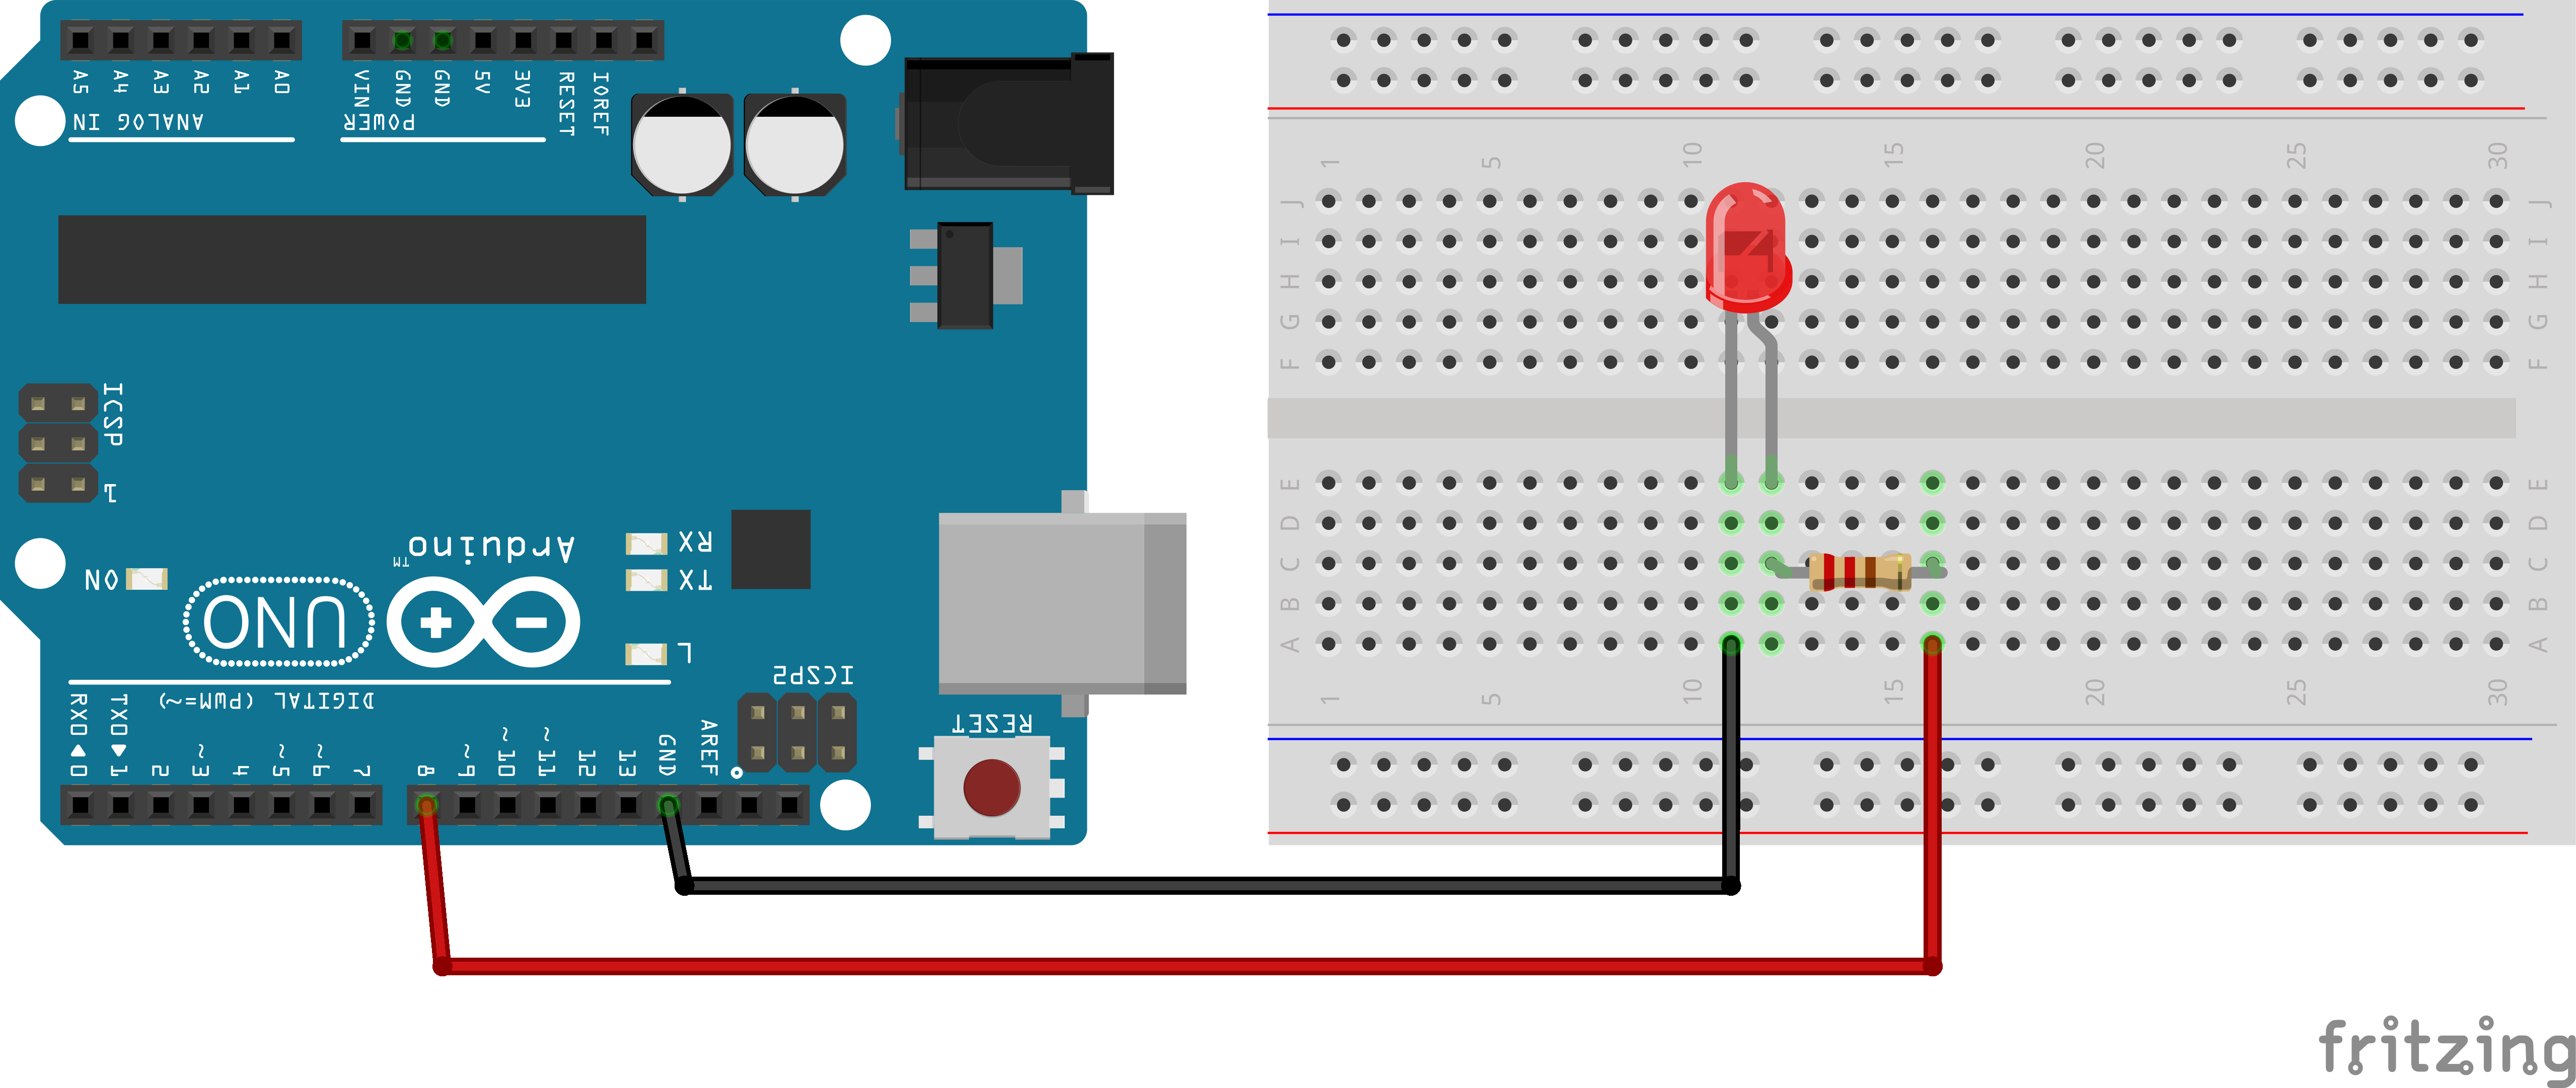 A5 A4 A3 A2 A1 A0
VIN GND GND 5V 3V3 RESET IOREF
ANALOG IN
POWER
ICSP
1
Arduino
TM
RX
ON
UNO
TX
L
ICSP2
DIGITAL (PWM=~)
RX0 TX0
RESET
0 1 2 ~3 4 ~5 ~6 7 8 ~9 ~10 ~11 12 13 GND AREF
1 5 10 15 20 25 30
J J
I I
H H
G G
F F
E E
D D
C C
B B
A A
1 5 10 15 20 25 30
fritzing